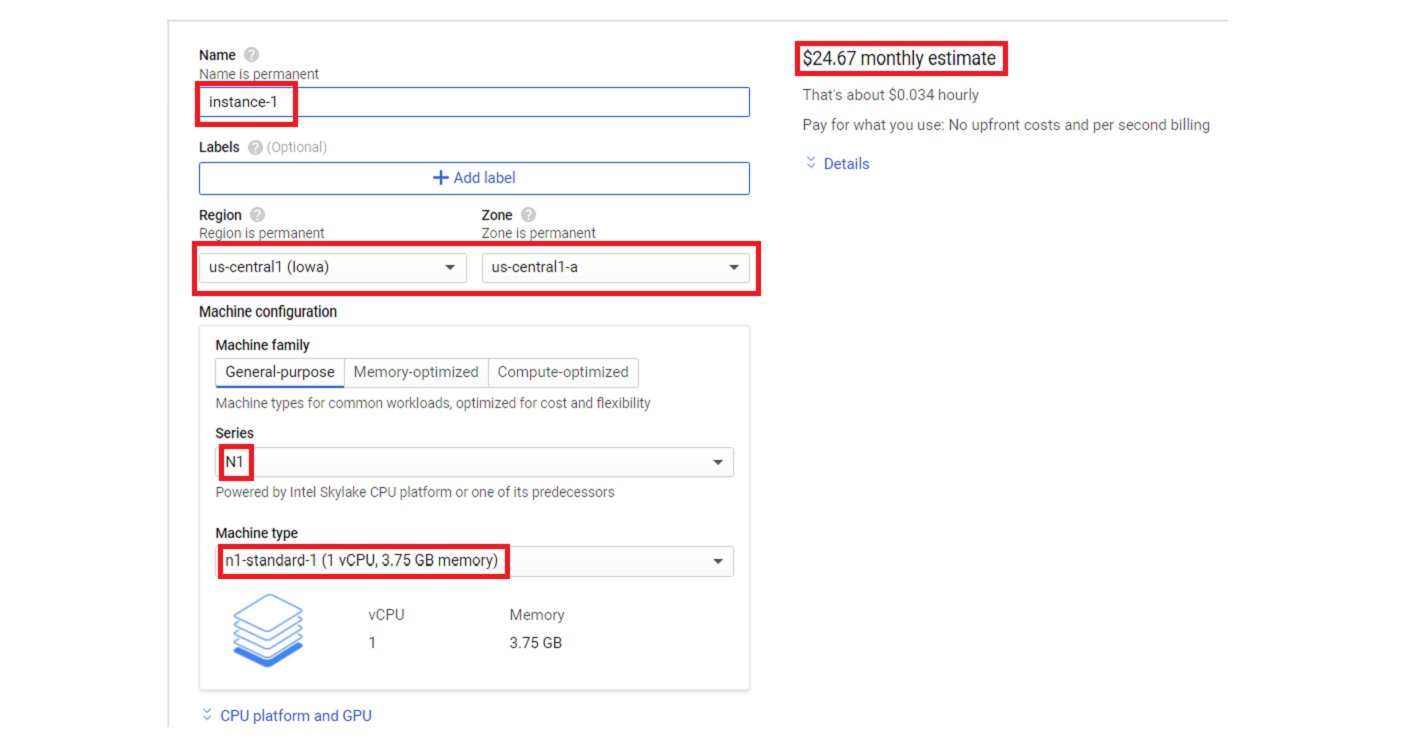 Name
Name is permanent
instance-1
Labels (Optional)
Add label
Region
Region is permanent
us-central1 (Iowa)
Zone
Zone is permanent
us-central1-a
Machine configuration
Machine family
General-purpose Memory-optimized Compute-optimized
Machine types for common workloads, optimized for cost and flexibility
Series
N1
Powered by Intel Skylake CPU platform or one of its predecessors
Machine type
n1-standard-1 (1 vCPU, 3.75 GB memory)
vCPU Memory
1 3.75 GB
CPU platform and GPU
$24.67 monthly estimate
That's about $0.034 hourly
Pay for what you use: No upfront costs and per second billing
Details